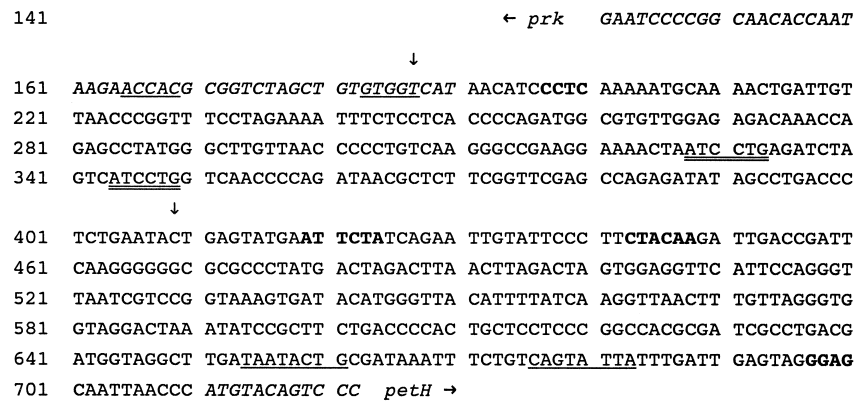 141 ← prk GAATCCCCGG CAACACCAAT
↓
161 AAGAACCACG CGGTCTAGCT GTGTGGTCAT AACATCCCTC AAAAATGCAA AACTGATTGT
221 TAACCCGGTT TCCTAGAAAA TTTCTCCTCA CCCCAGATGG CGTGTTGGAG AGACAAACCA
281 GAGCCTATGG GCTTGTTAAC CCCCTGTCAA GGGCCGAAGG AAAACTAATC CTGAGATCTA
341 GTCATCCTGG TCAACCCCAG ATAACGCTCT TCGGTTCGAG CCAGAGATAT AGCCTGACCC
↓
401 TCTGAATACT GAGTATGAAT TCTATCAGAA TTGTATTCCC TTCTACAAGA TTGACCGATT
461 CAAGGGGGGC GCGCCCTATG ACTAGACTTA ACTTAGACTA GTGGAGGTTC ATTCCAGGGT
521 TAATCGTCCG GTAAAGTGAT ACATGGGTTA CATTTTATCA AGGTTAACTT TGTTAGGGTG
581 GTAGGACTAA ATATCCGCTT CTGACCCCAC TGCTCCTCCC GGCCACGCGA TCGCCTGACG
641 ATGGTAGGCT TGATAATACT GCGATAAATT TCTGTCAGTA TTATTTGATT GAGTAGGGAG
701 CAATTAACCC ATGTACAGTC CC petH →